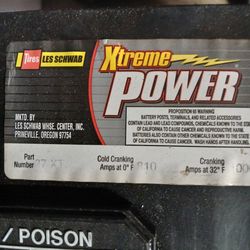 Tires LES SCHWAB
Xtreme
POWER
MKTD. BY
LES SCHWAB WHSE. CENTER, INC.
PRINEVILLE, OREGON 97754
PROPOSITION 65 WARNING
BATTERY POSTS, TERMINALS, AND RELATED ACCESSORIES
CONTAIN LEAD AND LEAD COMPOUNDS, CHEMICALS KNOWN TO THE STATE
OF CALIFORNIA TO CAUSE CANCER AND REPRODUCTIVE HARM.
BATTERIES ALSO CONTAIN OTHER CHEMICALS KNOWN TO THE STATE
OF CALIFORNIA TO CAUSE CANCER. WASH HANDS AFTER HANDLING.
Part
Number
Cold Cranking
Amps at 0° F 810
Cranking
Amps at 32° F
/ POISON